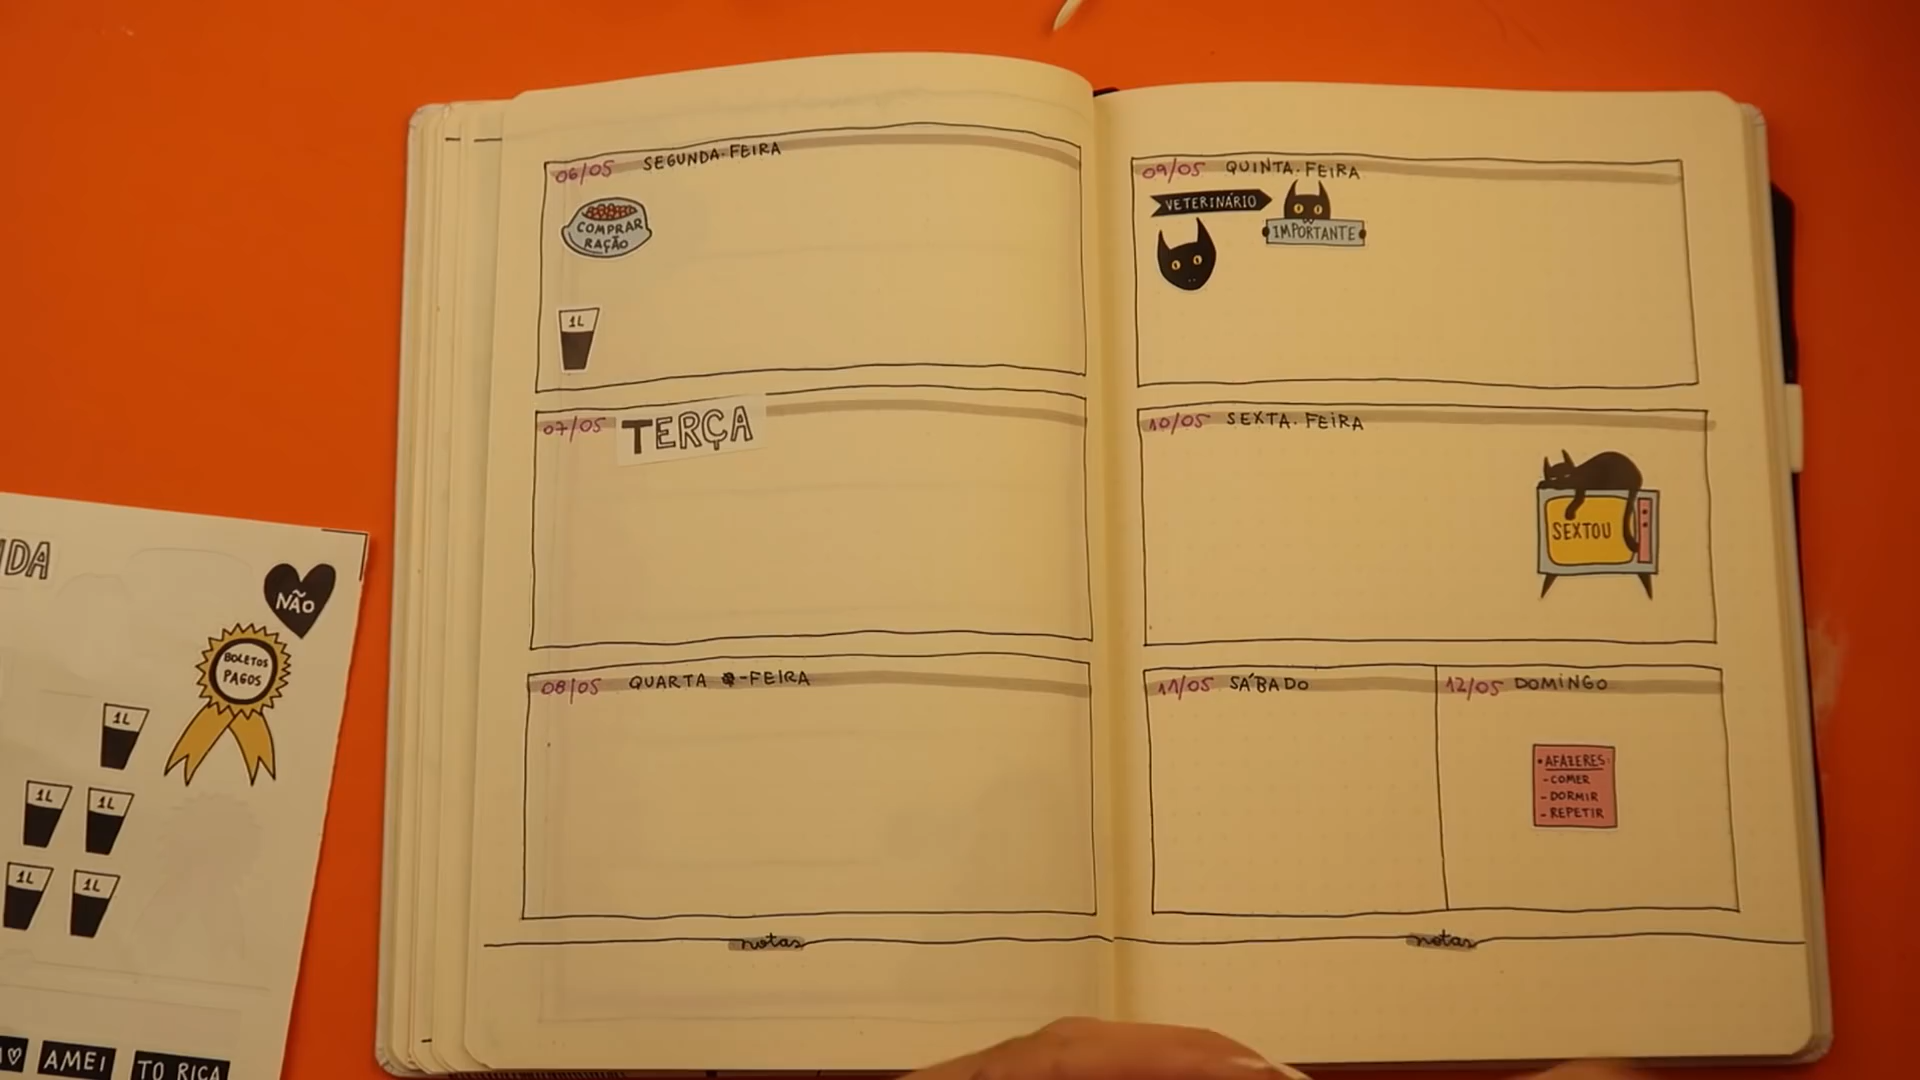 06/05 SEGUNDA-FEIRA
COMPRAR
RAÇÃO
1L
07/05 TERÇA
08/05 QUARTA -FEIRA
notas
09/05 QUINTA-FEIRA
VETERINÁRIO
IMPORTANTE
10/05 SEXTA-FEIRA
SEXTOU
11/05 SÁBADO
12/05 DOMINGO
•AFAZERES:
-COMER
-DORMIR
-REPETIR
notas
NDA
NÃO
BOLETOS
PAGOS
1L
1L 1L
1L 1L
AMEI TO RICA